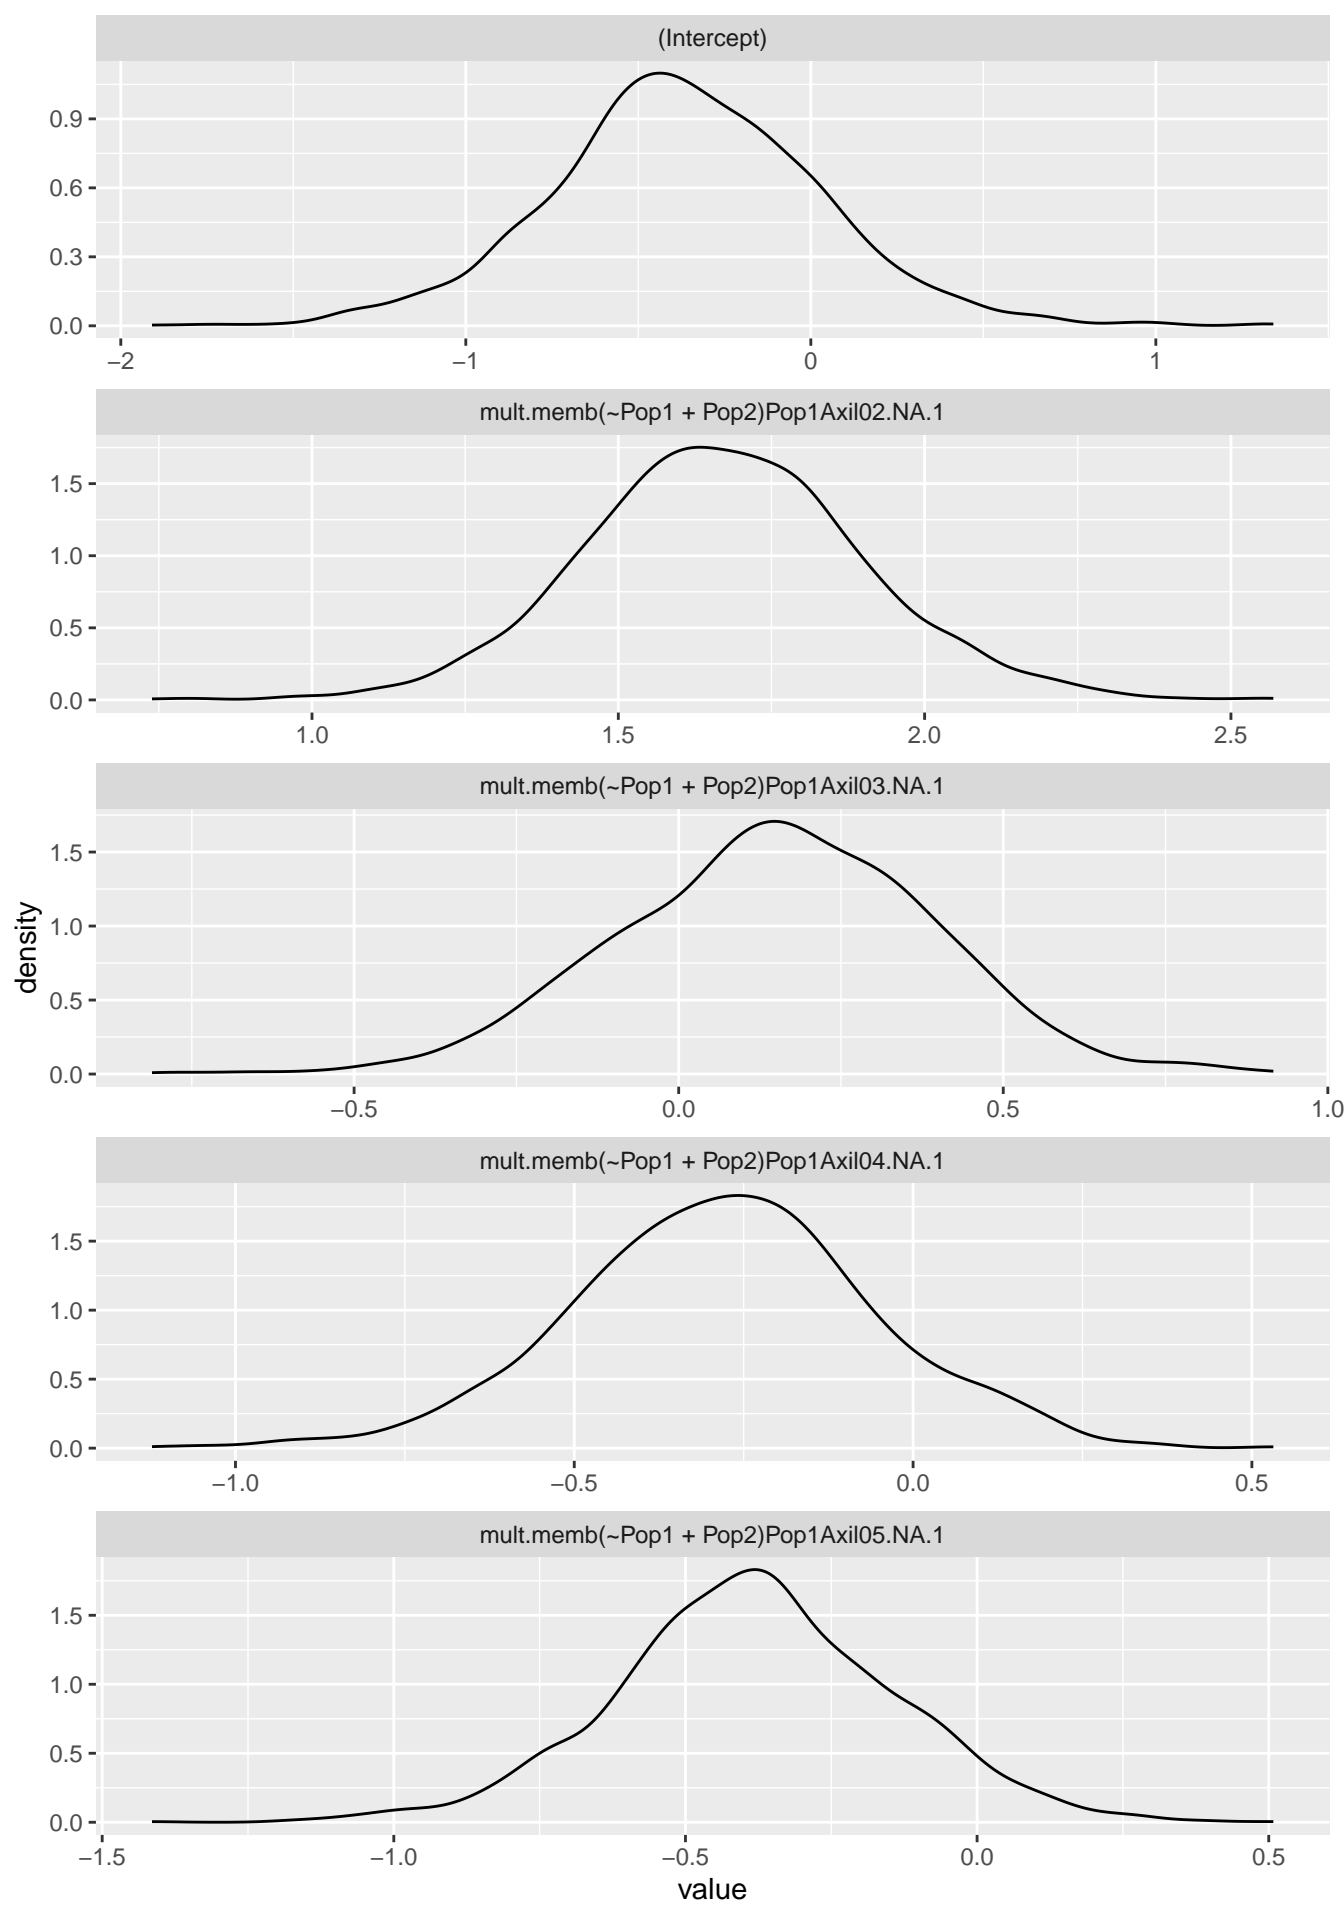 (Intercept)
0.9
0.6
0.3
0.0
−2 −1 0 1
mult.memb(~Pop1 + Pop2)Pop1Axil02.NA.1
1.5
1.0
0.5
0.0
1.0 1.5 2.0 2.5
mult.memb(~Pop1 + Pop2)Pop1Axil03.NA.1
1.5
1.0
0.5
0.0
−0.5 0.0 0.5 1.0
density
mult.memb(~Pop1 + Pop2)Pop1Axil04.NA.1
1.5
1.0
0.5
0.0
−1.0 −0.5 0.0 0.5
mult.memb(~Pop1 + Pop2)Pop1Axil05.NA.1
1.5
1.0
0.5
0.0
−1.5 −1.0 −0.5 0.0 0.5
value